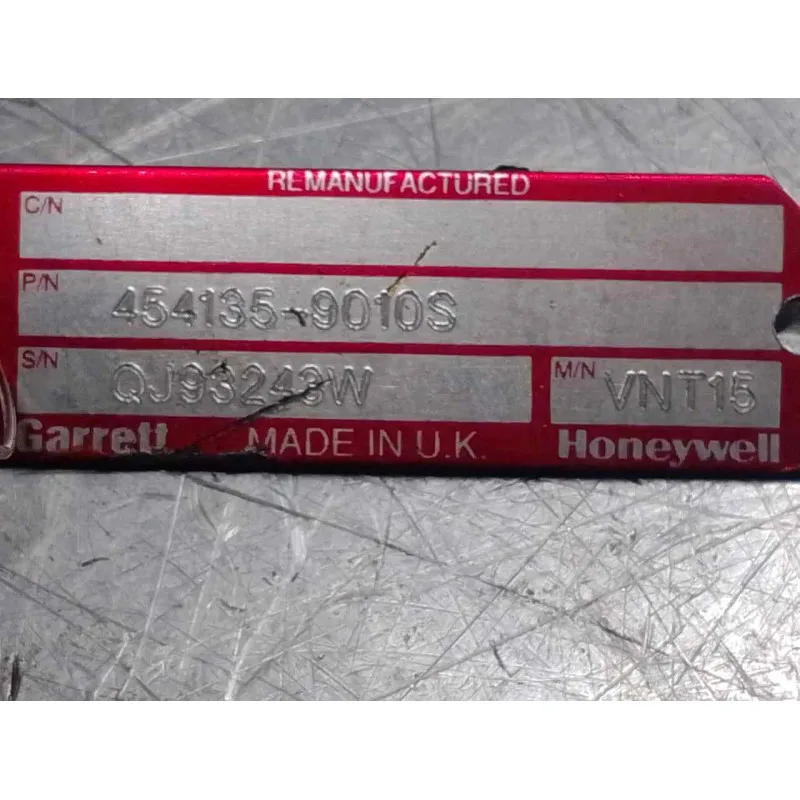 REMANUFACTURED
C/N
P/N 454135-9010S
S/N QJ93243W M/N VNT15
Garrett MADE IN U.K. Honeywell